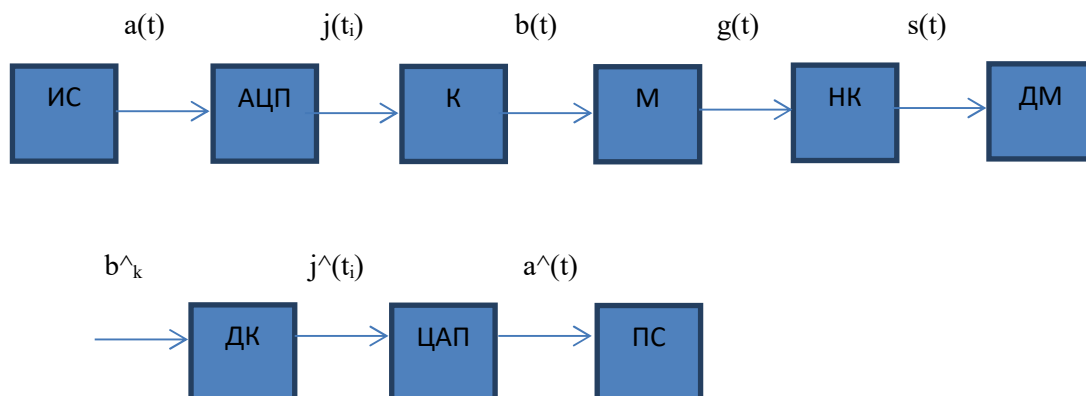 a(t) j(tᵢ) b(t) g(t) s(t)
ИС АЦП К М НК ДМ
b^ₖ j^(tᵢ) a^(t)
ДК ЦАП ПС